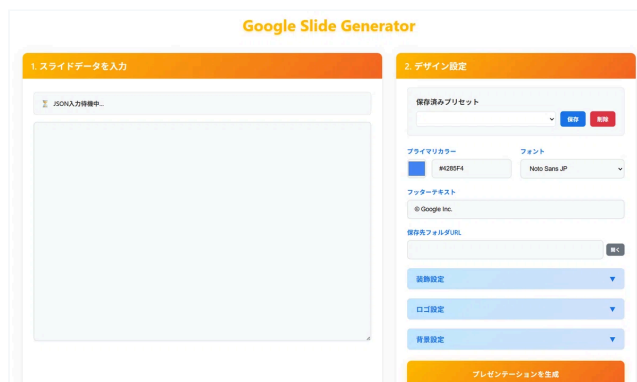 Google Slide Generator
1. スライドデータを入力
⏳ JSON入力待機中...
2. デザイン設定
保存済みプリセット
保存 削除
プライマリカラー フォント
#4285F4 Noto Sans JP
フッターテキスト
© Google Inc.
保存先フォルダURL
開く
装飾設定 ▼
ロゴ設定 ▼
背景設定 ▼
プレゼンテーションを生成